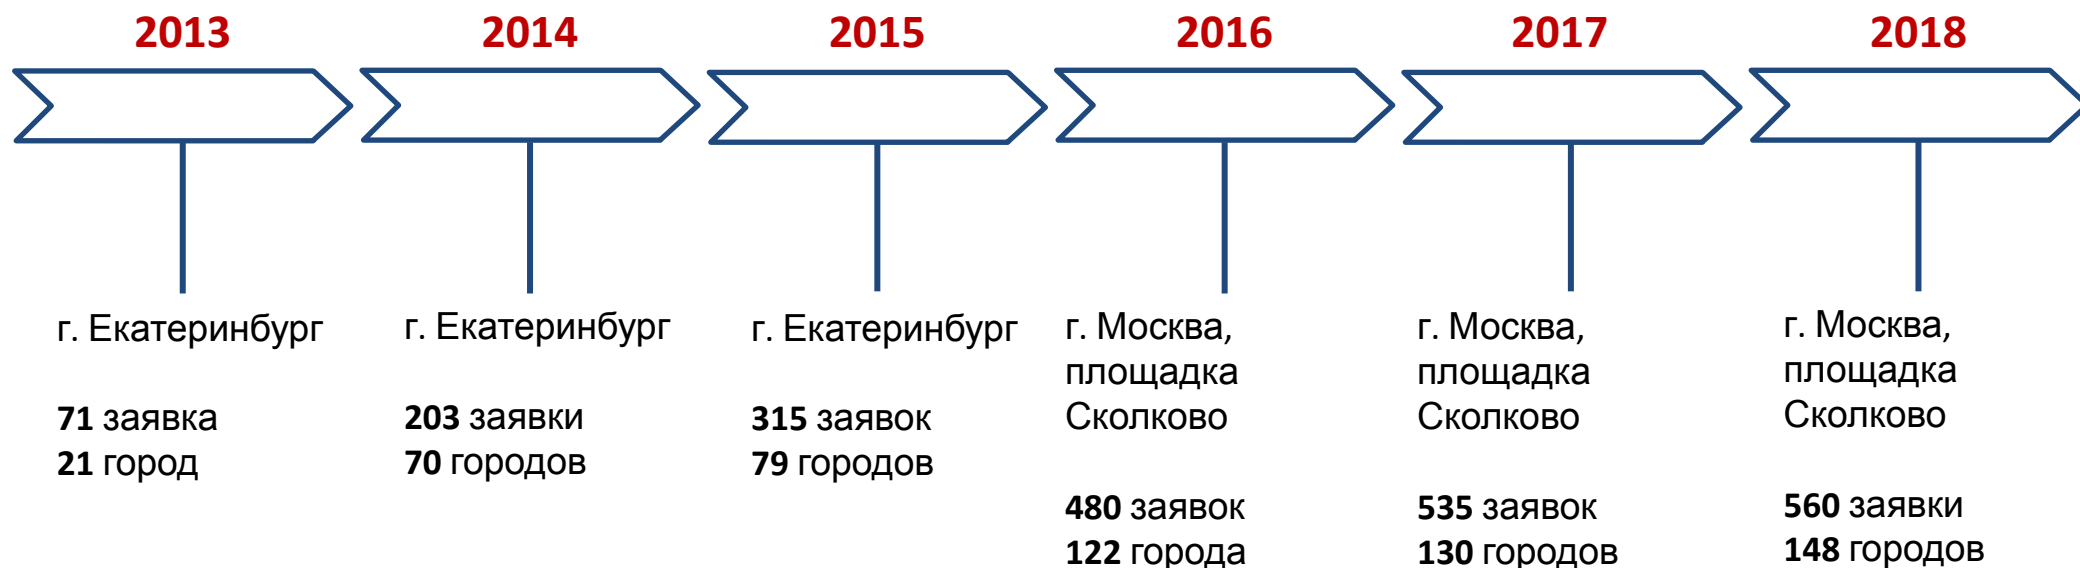 2013
2014
2015
2016
2017
2018
г. Екатеринбург
71 заявка
21 город
г. Екатеринбург
203 заявки
70 городов
г. Екатеринбург
315 заявок
79 городов
г. Москва,
площадка
Сколково
480 заявок
122 города
г. Москва,
площадка
Сколково
535 заявок
130 городов
г. Москва,
площадка
Сколково
560 заявки
148 городов